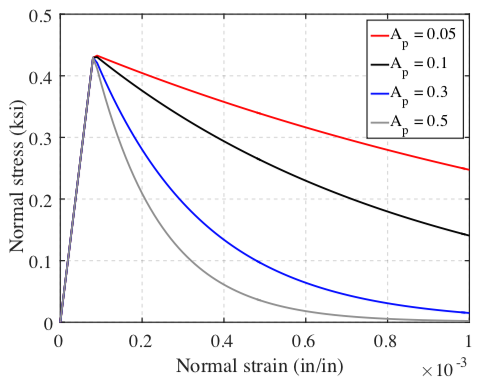 0.5
0.4
0.3
0.2
0.1
0
0 0.2 0.4 0.6 0.8 1
×10⁻³
Normal stress (ksi)
Normal strain (in/in)
Aₚ = 0.05
Aₚ = 0.1
Aₚ = 0.3
Aₚ = 0.5